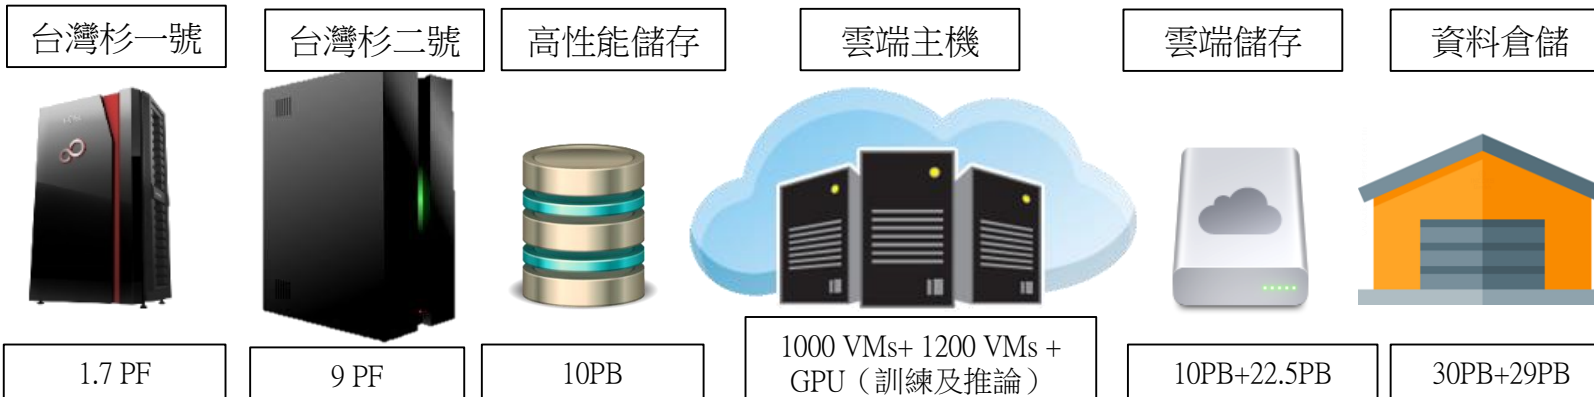 台灣杉一號
台灣杉二號
高性能儲存
雲端主機
雲端儲存
資料倉儲
1.7 PF
9 PF
10PB
1000 VMs+ 1200 VMs +
GPU（訓練及推論）
10PB+22.5PB
30PB+29PB